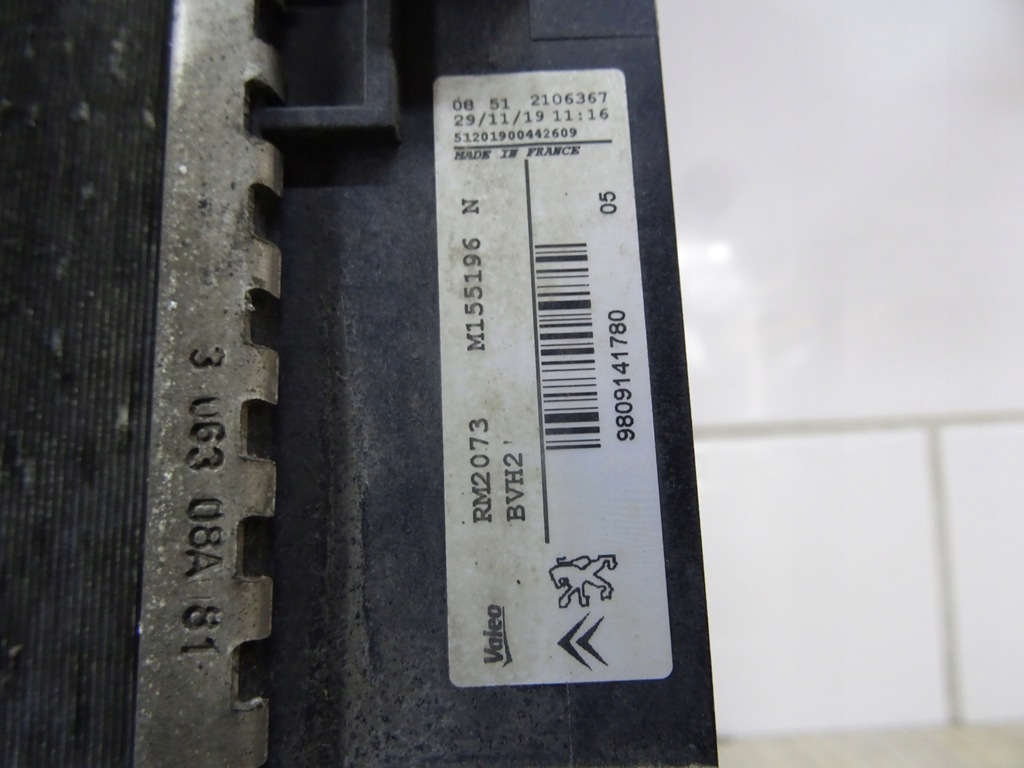 08 51 2106367
29/11/19 11:16
51201900442609
MADE IN FRANCE
RM2073 M155196 N
BVH2
05
9809141780
Valeo
3 063 08A 81